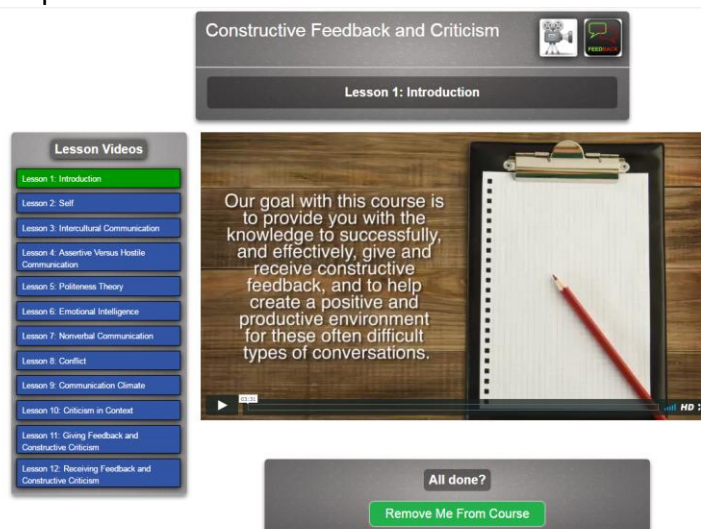 Constructive Feedback and Criticism
FEEDBACK
Lesson 1: Introduction
Lesson Videos
Lesson 1: Introduction
Lesson 2: Self
Lesson 3: Intercultural Communication
Lesson 4: Assertive Versus Hostile
Communication
Lesson 5: Politeness Theory
Lesson 6: Emotional Intelligence
Lesson 7: Nonverbal Communication
Lesson 8: Conflict
Lesson 9: Communication Climate
Lesson 10: Criticism in Context
Lesson 11: Giving Feedback and
Constructive Criticism
Lesson 12: Receiving Feedback and
Constructive Criticism
Our goal with this course is
to provide you with the
knowledge to successfully,
and effectively, give and
receive constructive
feedback, and to help
create a positive and
productive environment
for these often difficult
types of conversations.
03:31
HD
All done?
Remove Me From Course